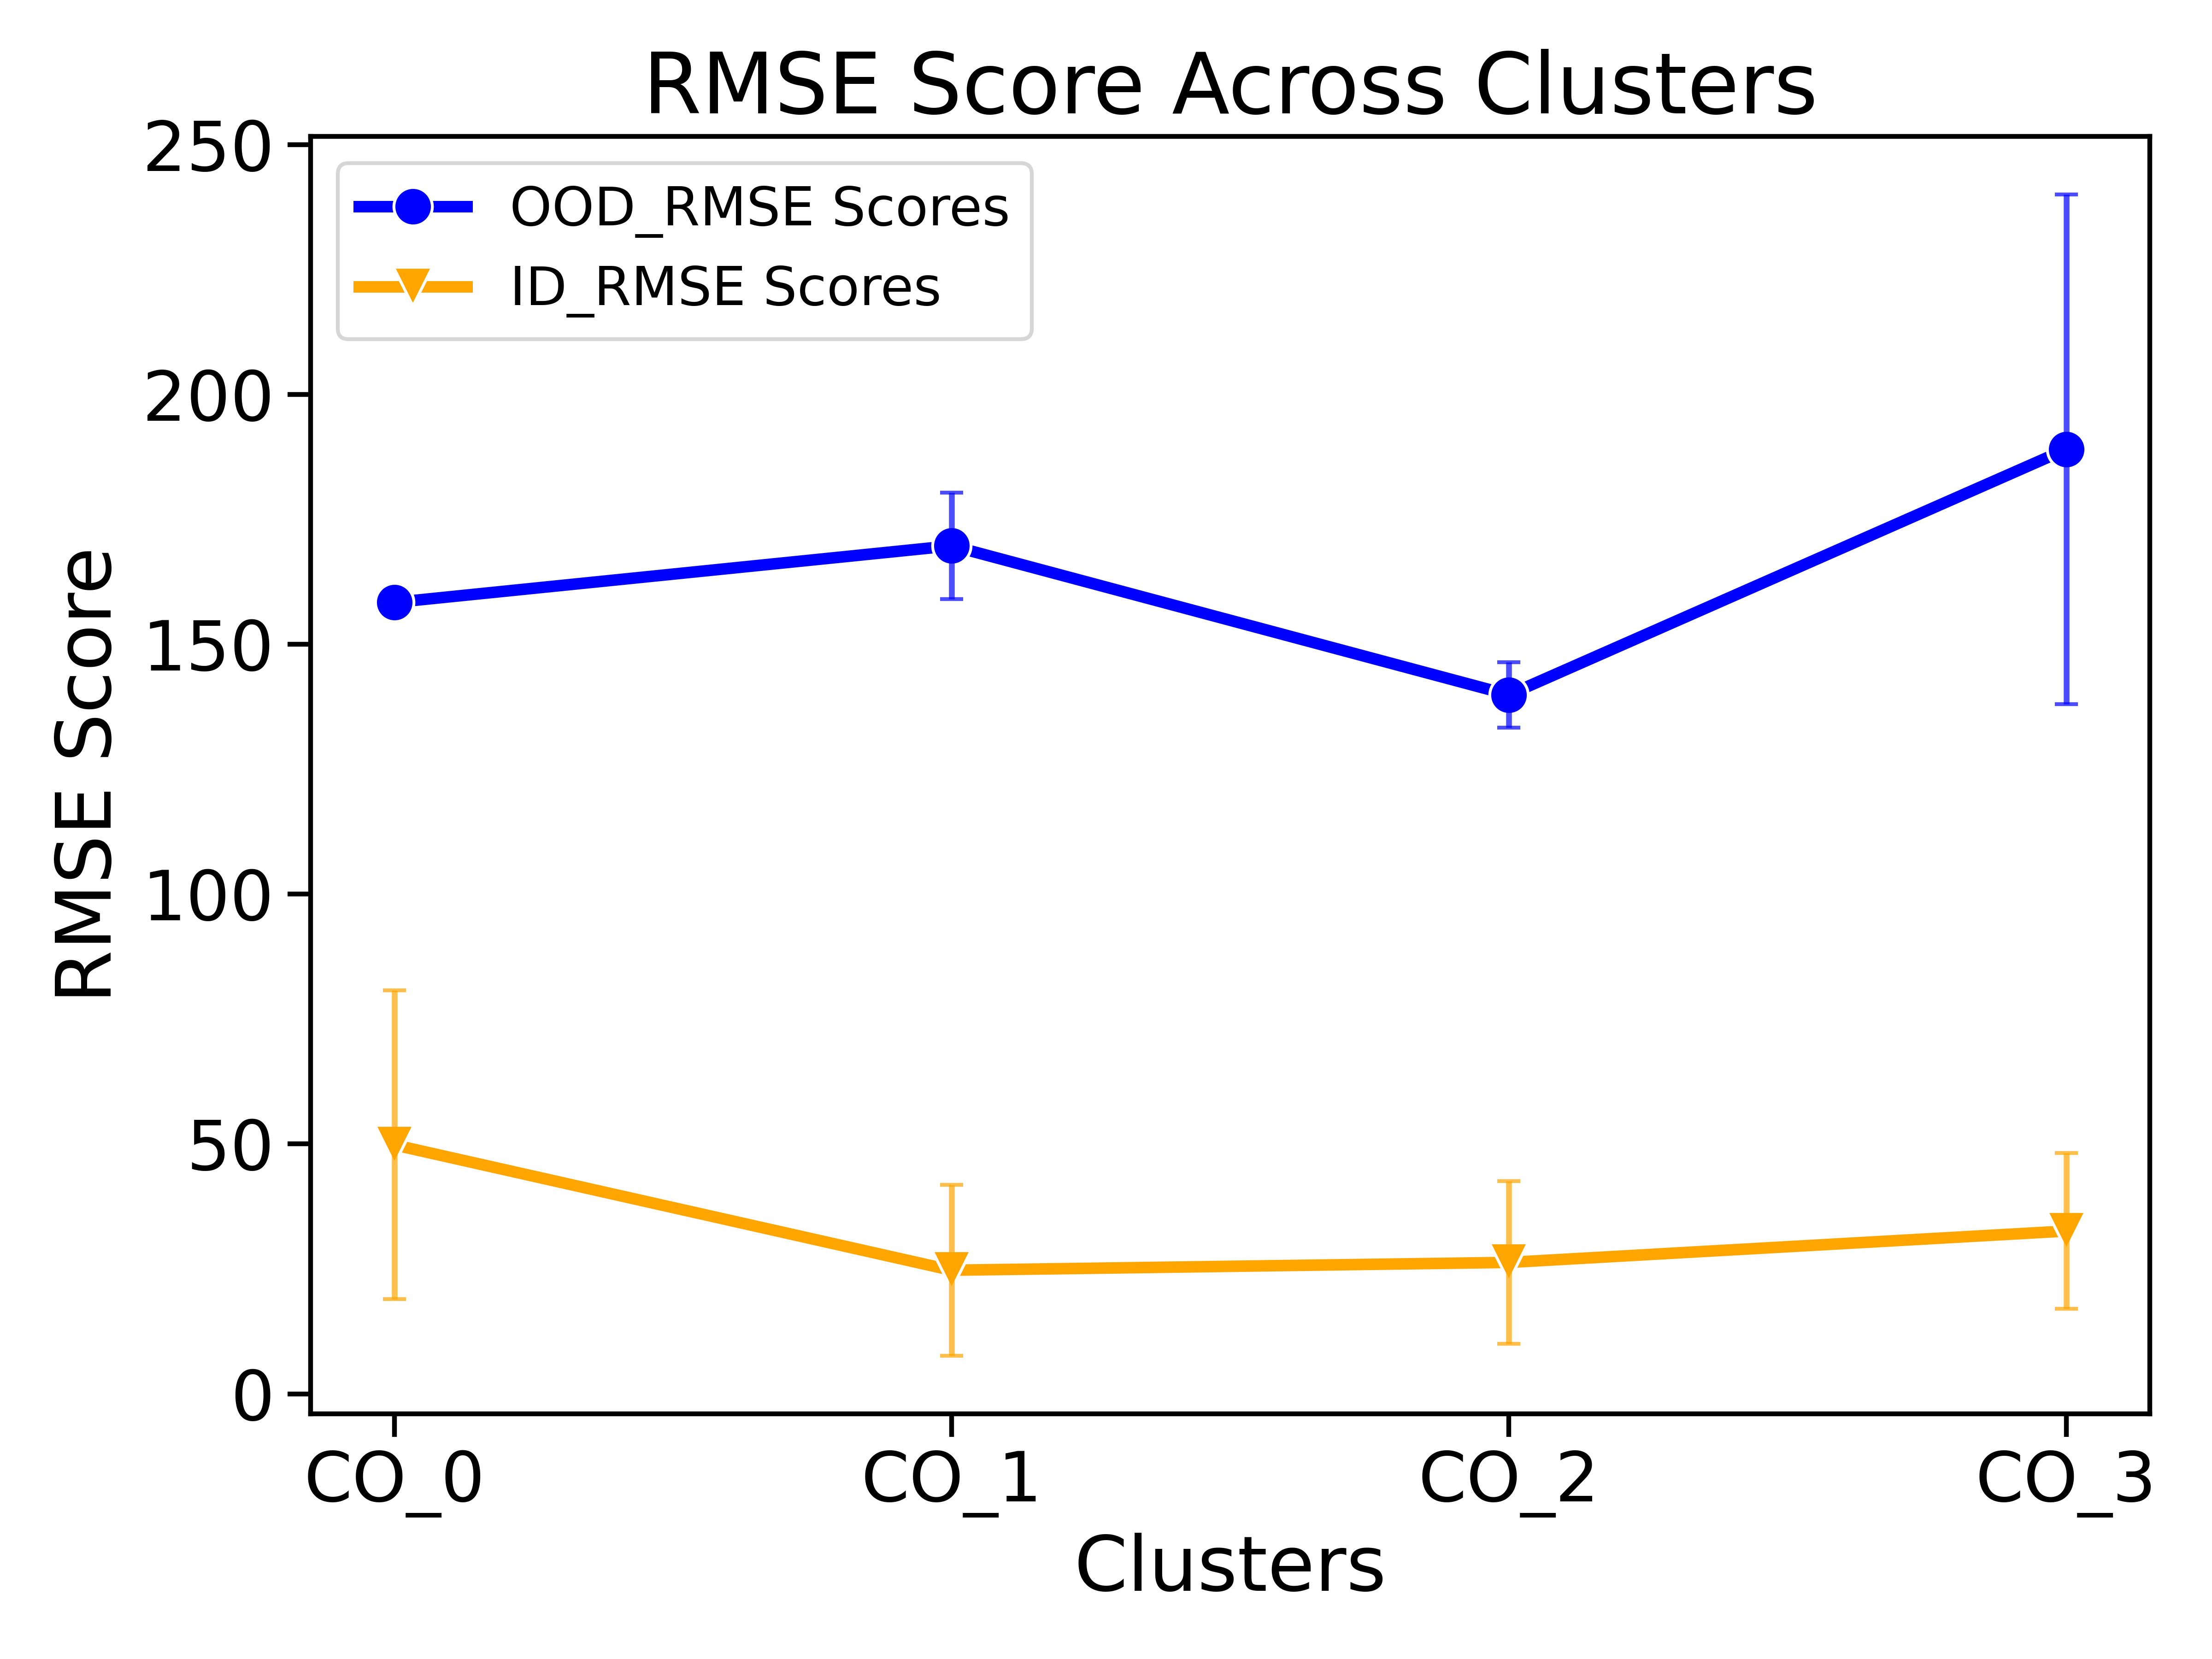 RMSE Score Across Clusters
250
200
150
100
50
0
RMSE Score
OOD_RMSE Scores
ID_RMSE Scores
CO_0 CO_1 CO_2 CO_3
Clusters